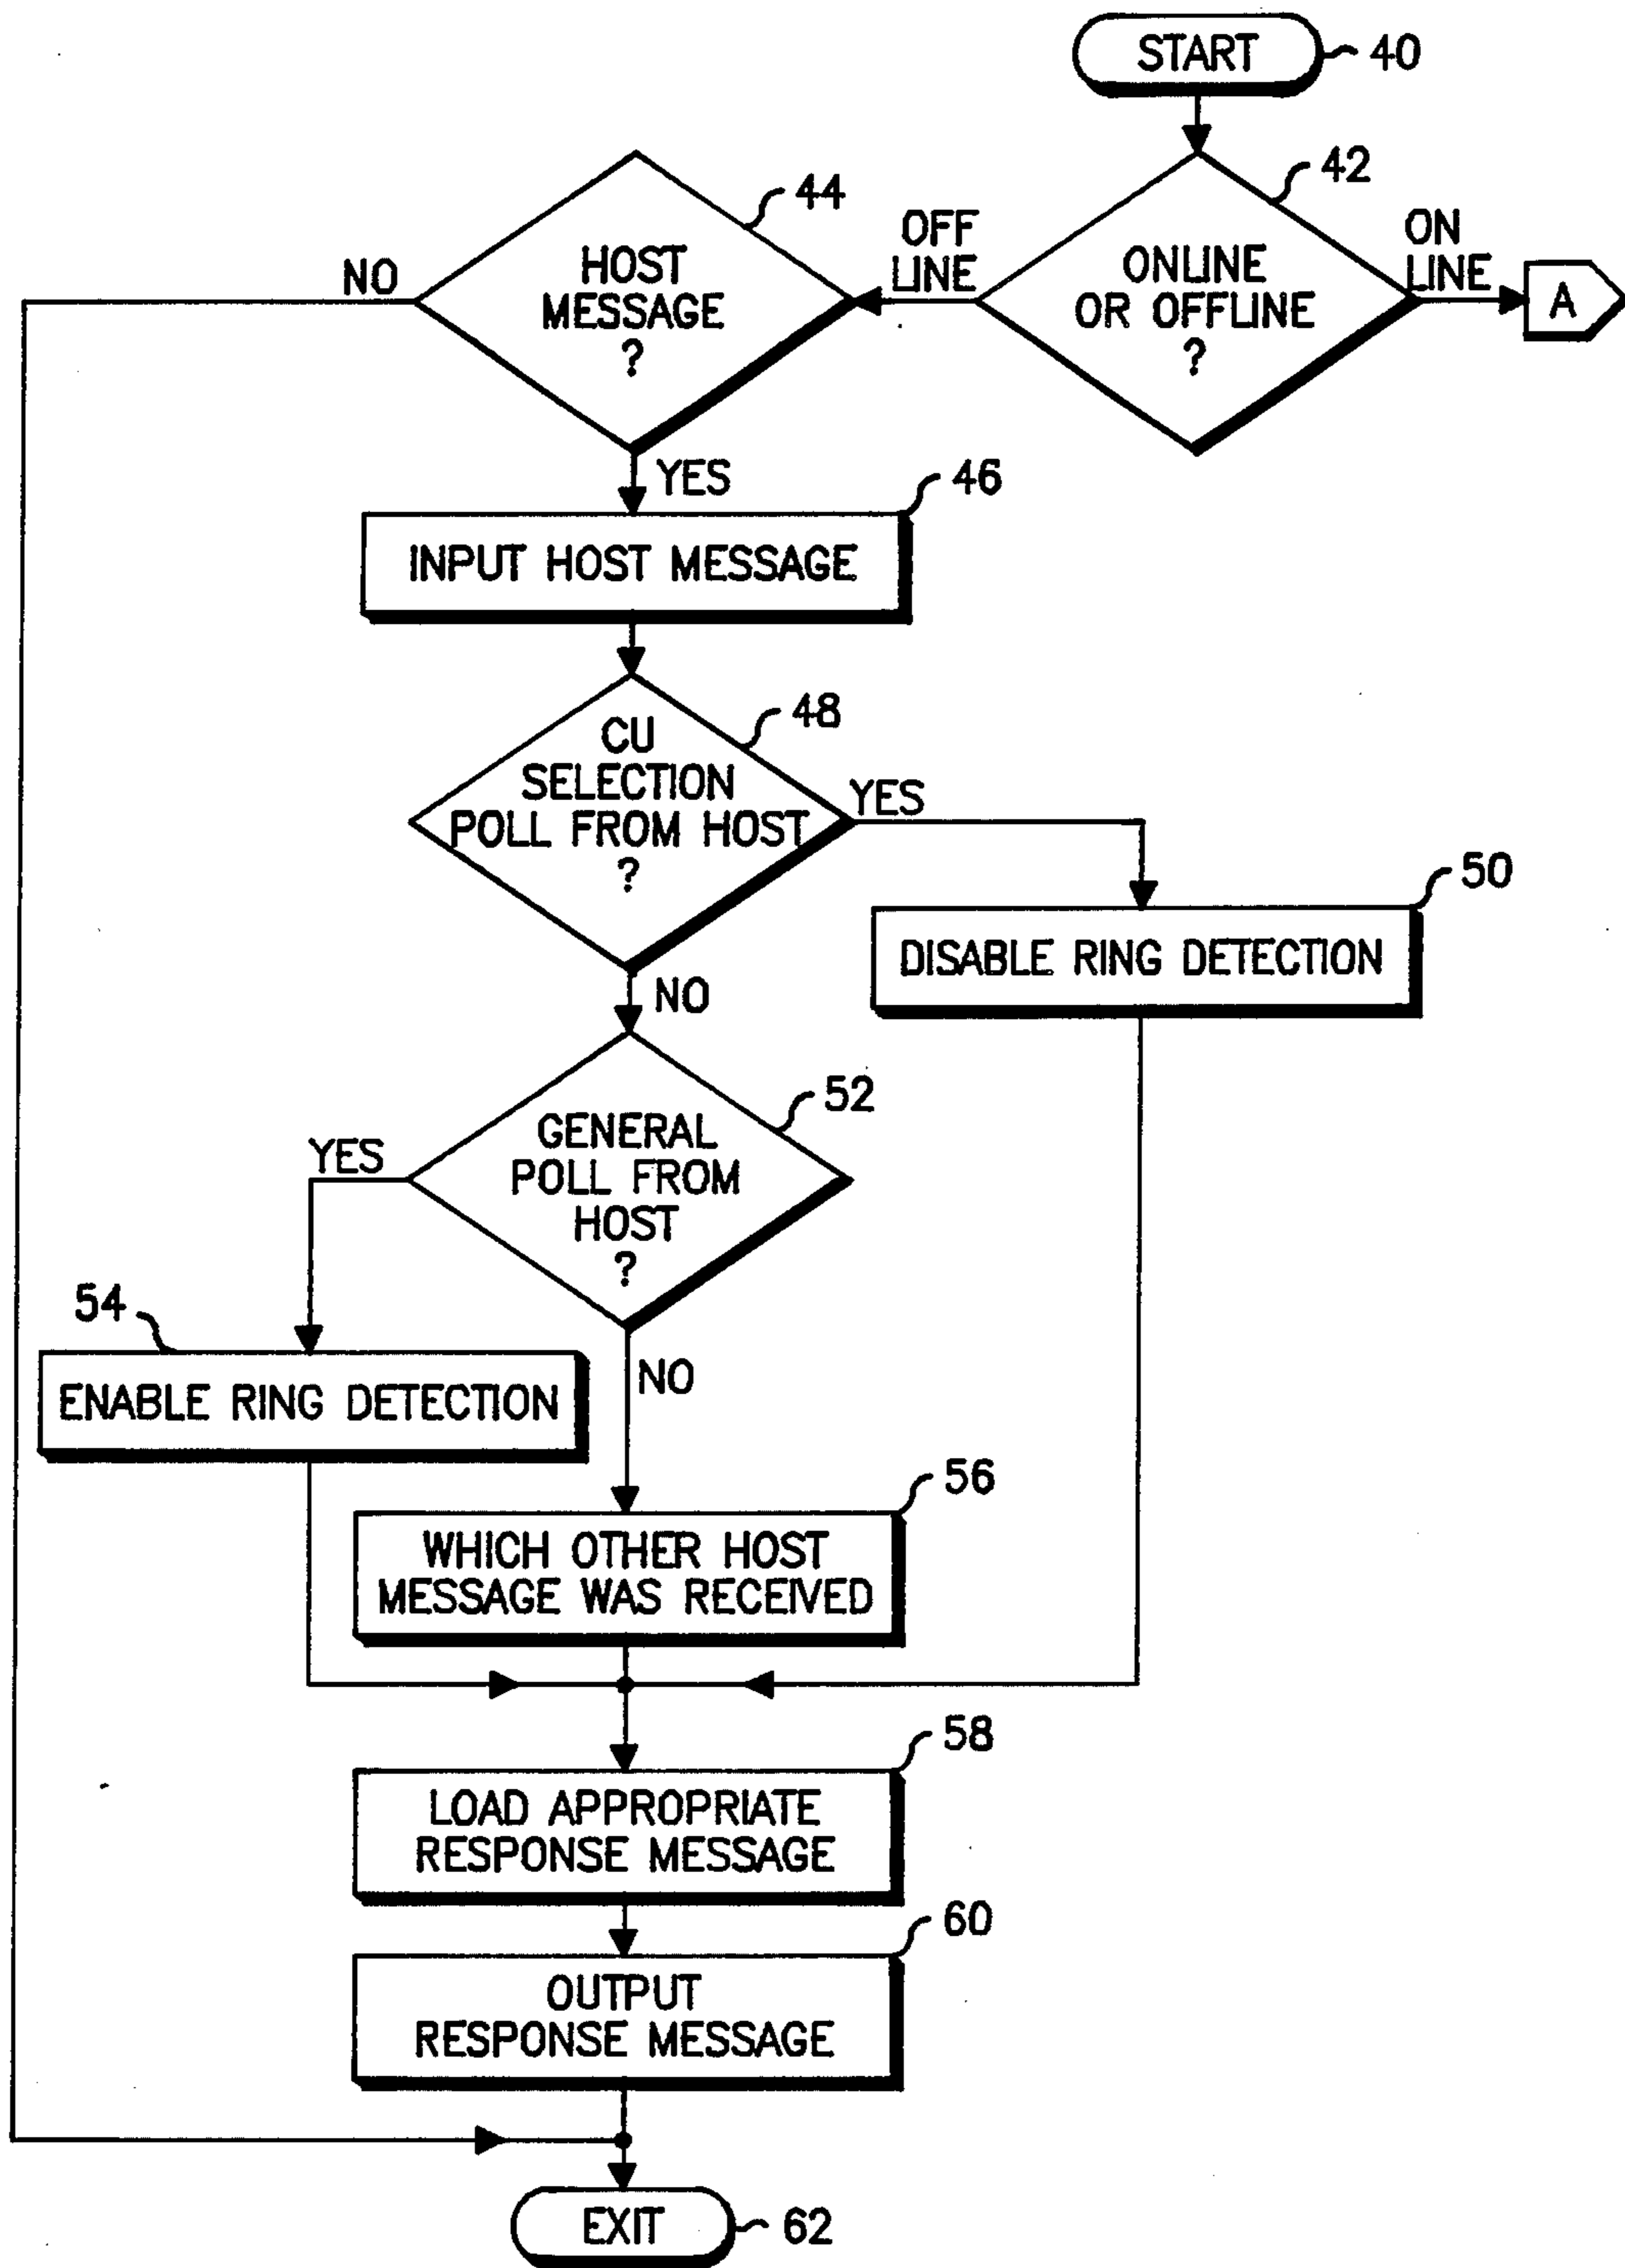 START
40
42
44
OFF
LINE
ON
LINE
ONLINE
OR OFFLINE
?
A
HOST
MESSAGE
?
NO
YES
46
INPUT HOST MESSAGE
48
CU
SELECTION
POLL FROM HOST
?
YES
50
DISABLE RING DETECTION
NO
52
GENERAL
POLL FROM
HOST
?
YES
54
ENABLE RING DETECTION
NO
56
WHICH OTHER HOST
MESSAGE WAS RECEIVED
58
LOAD APPROPRIATE
RESPONSE MESSAGE
60
OUTPUT
RESPONSE MESSAGE
EXIT
62